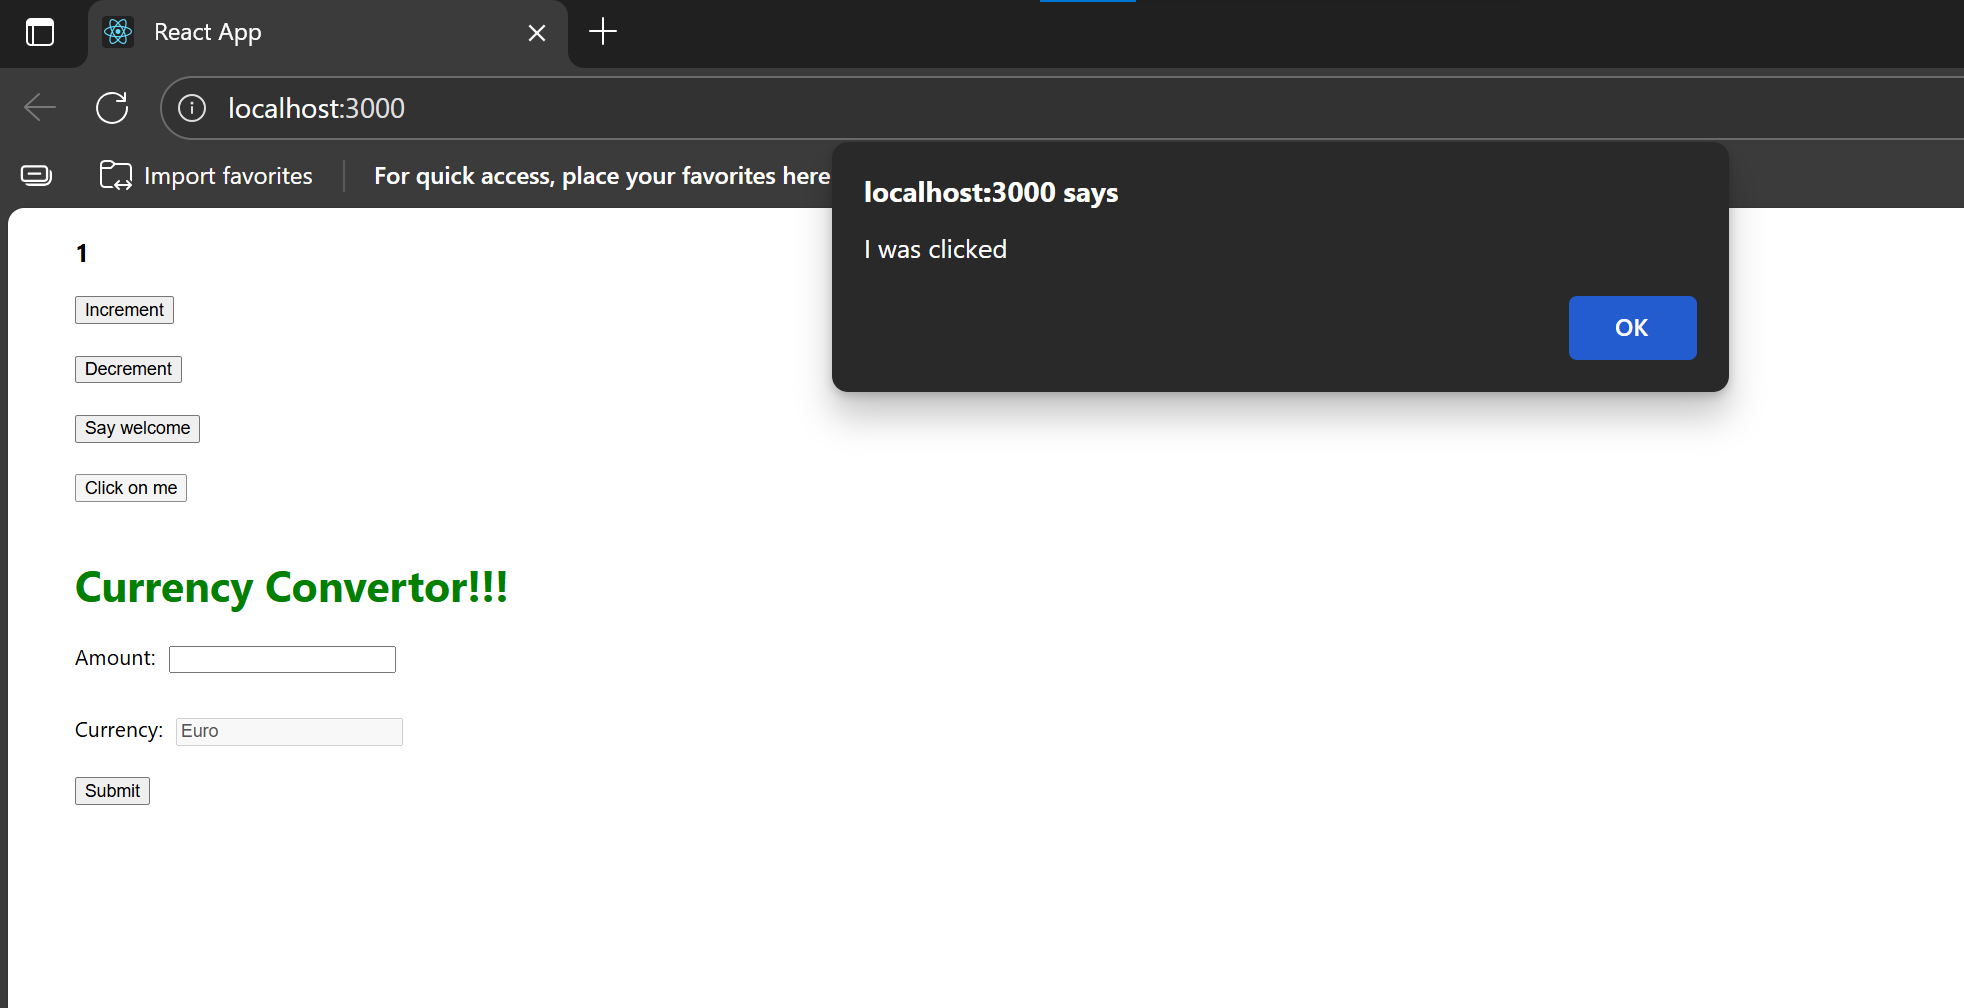 React App
localhost:3000
Import favorites
For quick access, place your favorites here
localhost:3000 says
I was clicked
OK
1
Increment
Decrement
Say welcome
Click on me
Currency Convertor!!!
Amount:
Currency: Euro
Submit